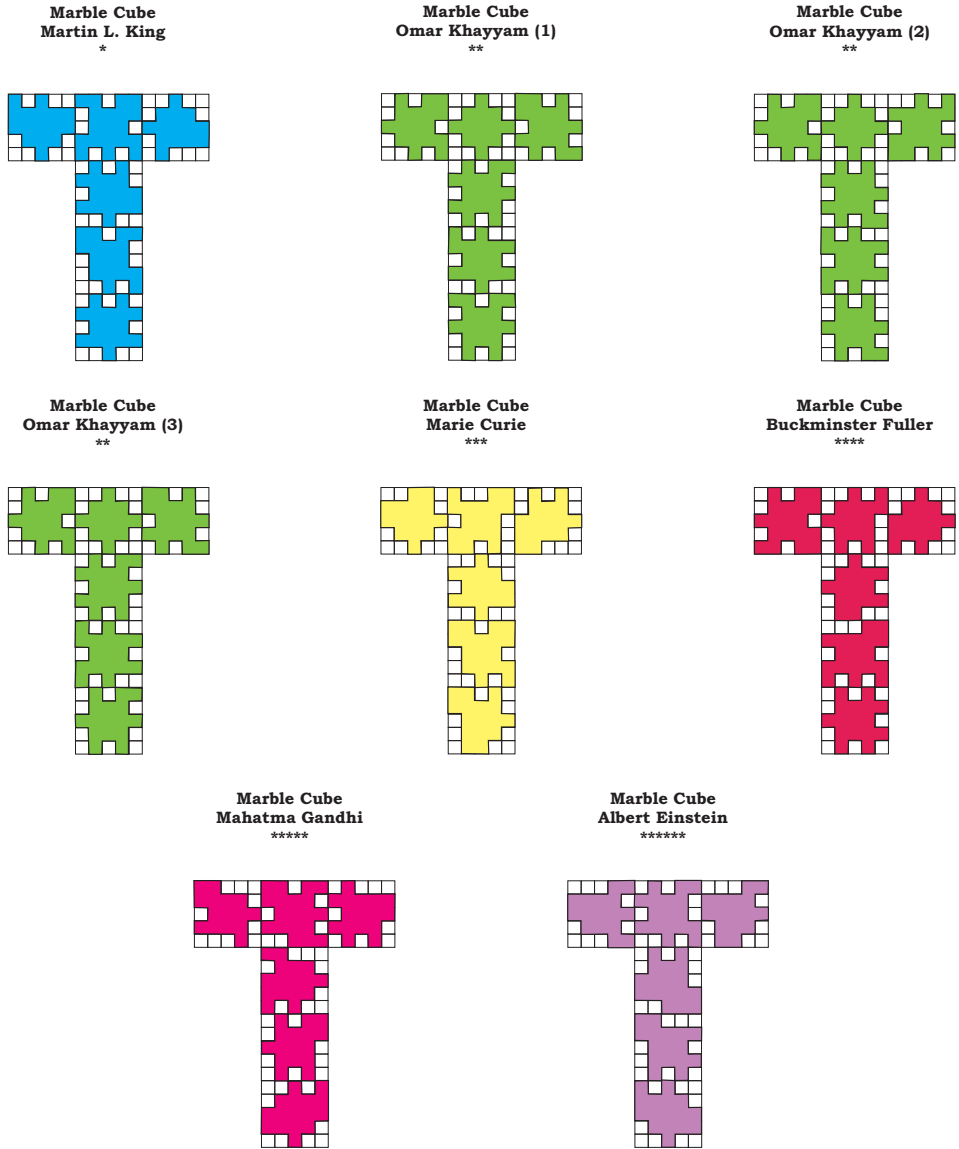 Marble Cube
Martin L. King
*
Marble Cube
Omar Khayyam (1)
**
Marble Cube
Omar Khayyam (2)
**
Marble Cube
Omar Khayyam (3)
**
Marble Cube
Marie Curie
***
Marble Cube
Buckminster Fuller
****
Marble Cube
Mahatma Gandhi
*****
Marble Cube
Albert Einstein
******